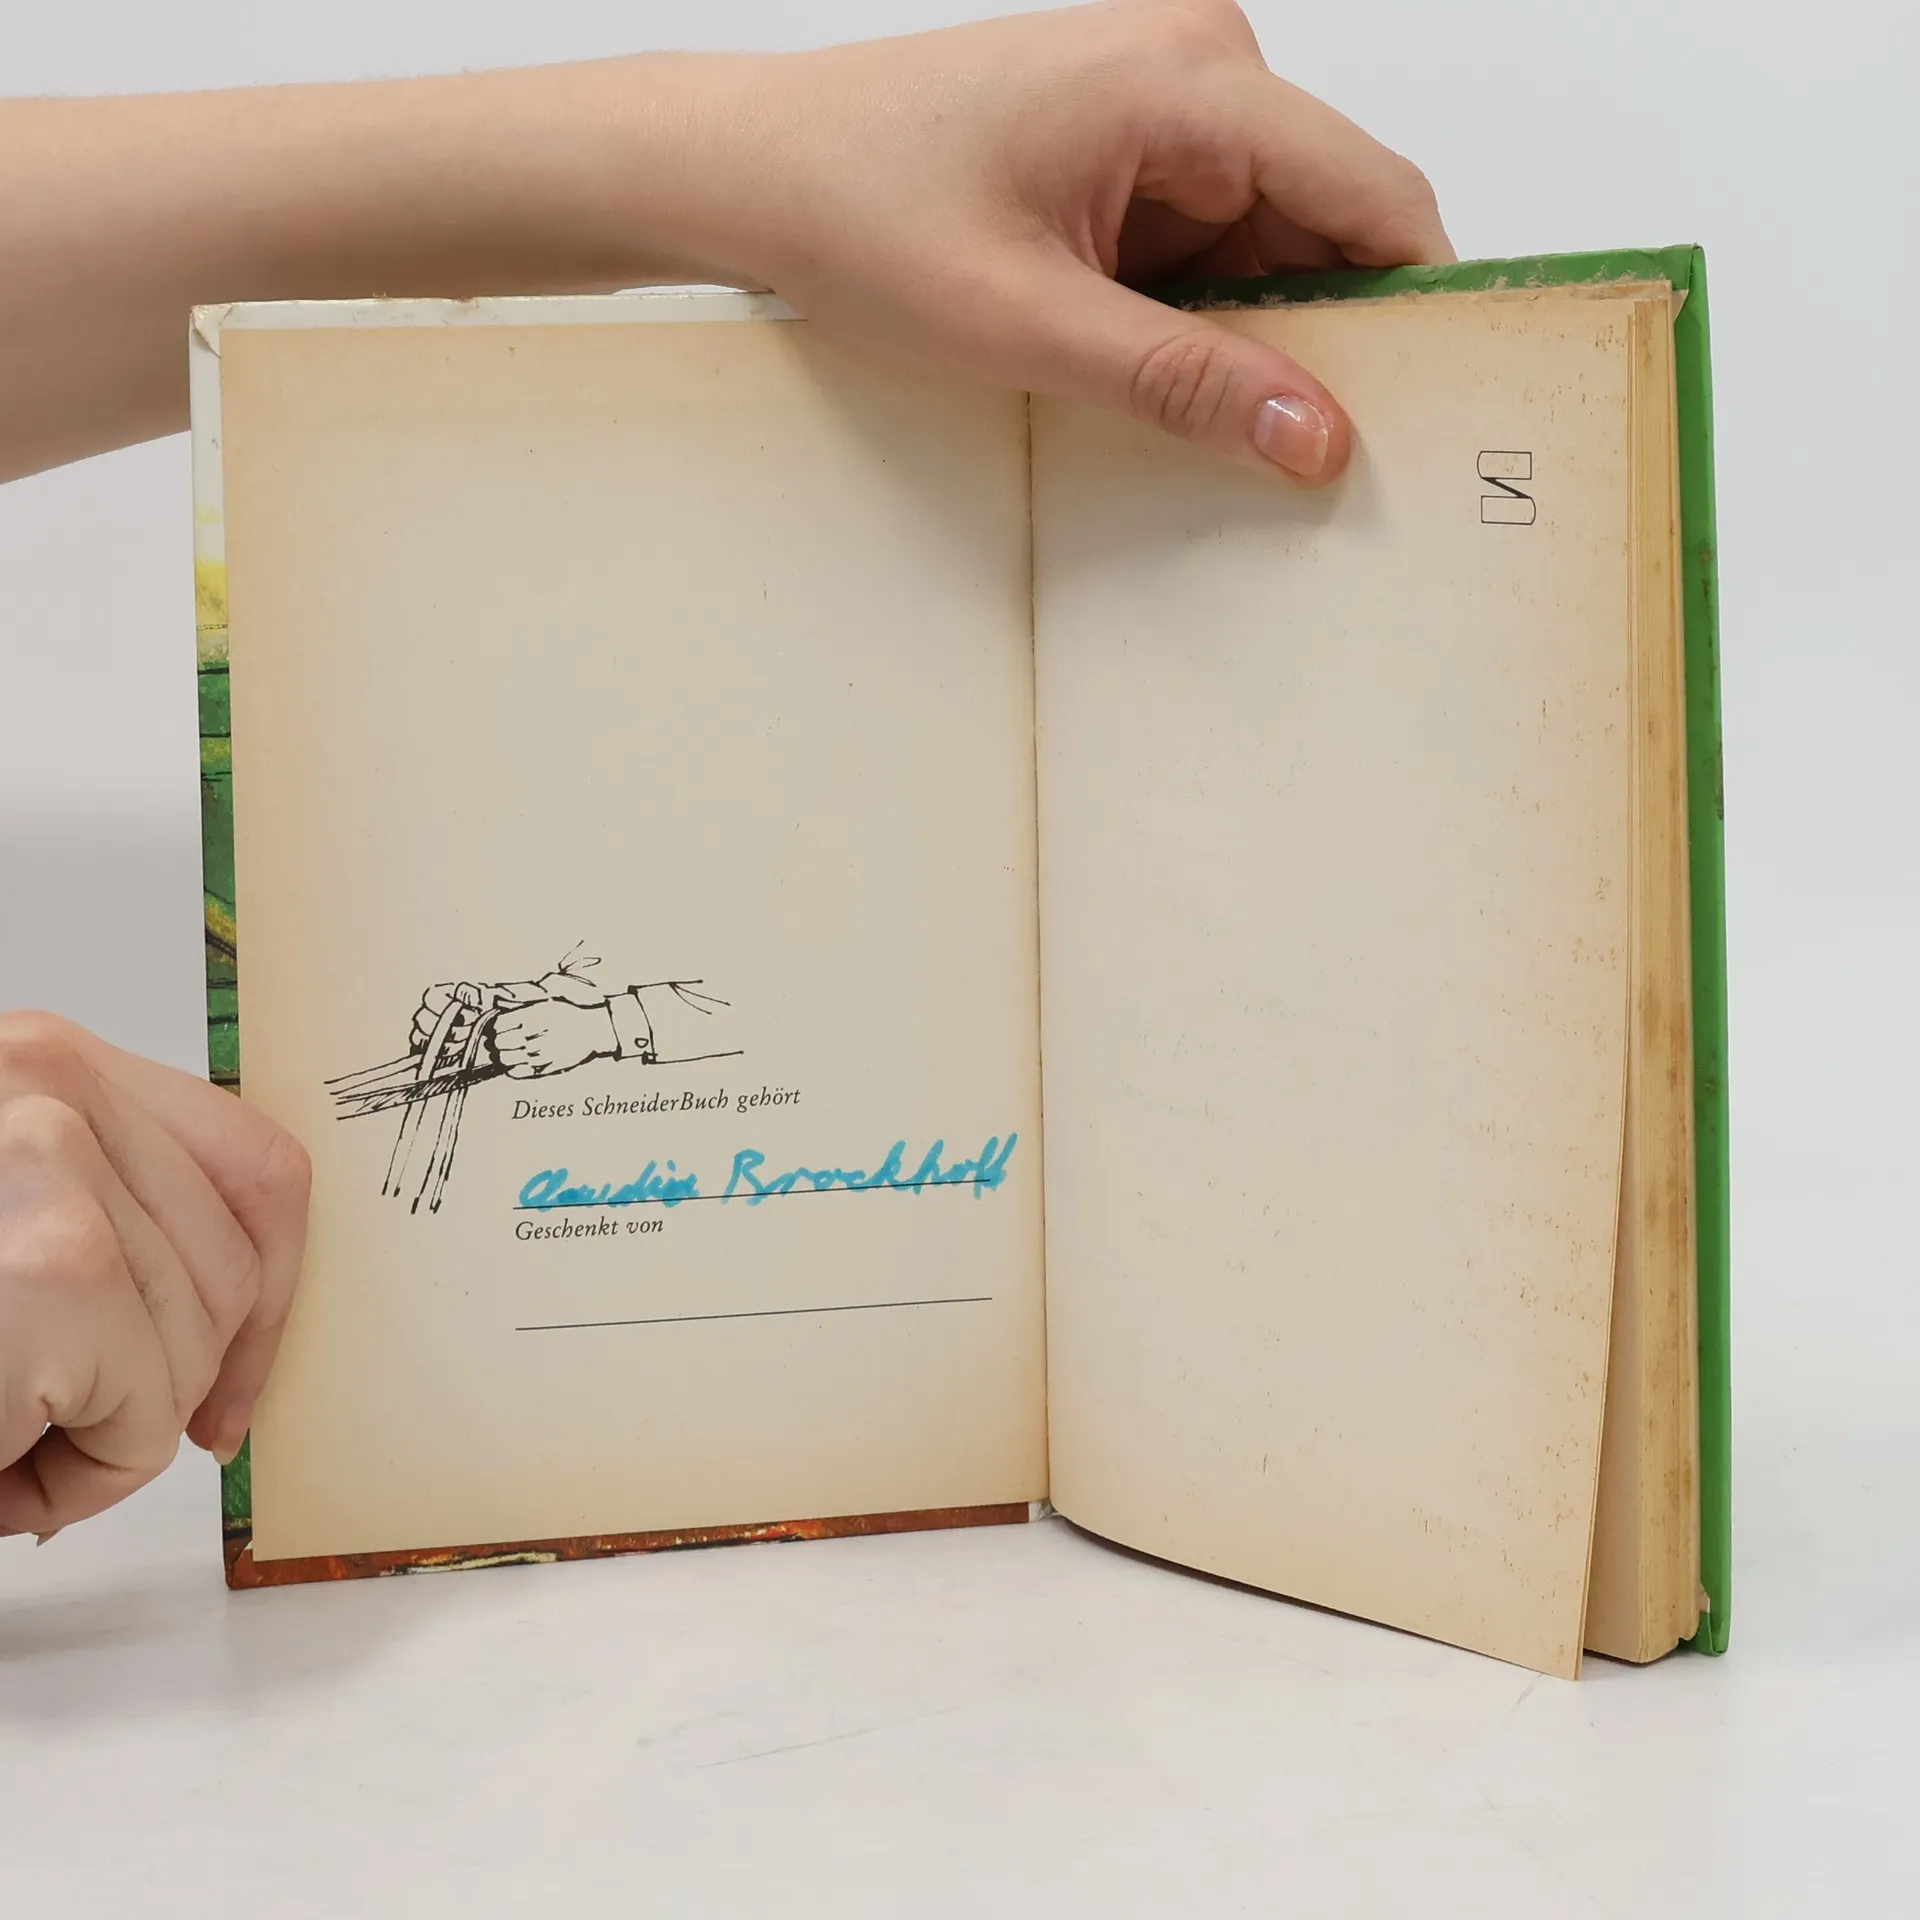 Dieses SchneiderBuch gehört
Claudia Brockhoff
Geschenkt von